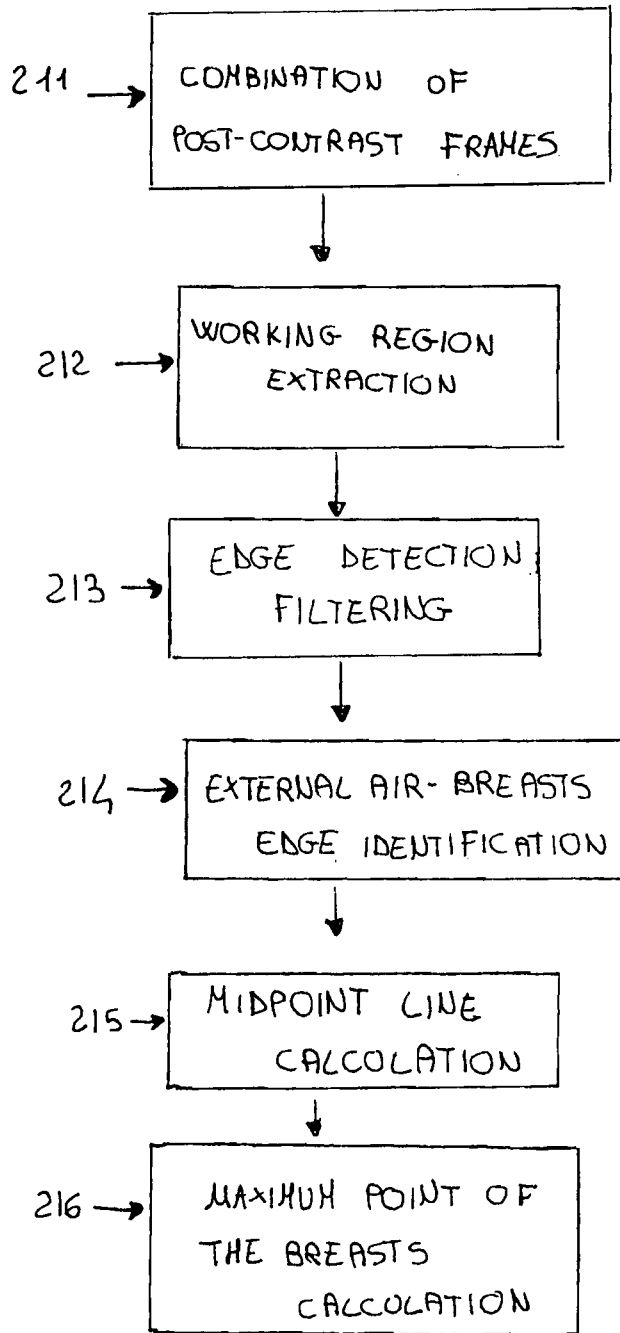 211
COMBINATION OF
POST-CONTRAST FRAMES
212
WORKING REGION
EXTRACTION
213
EDGE DETECTION
FILTERING
214
EXTERNAL AIR-BREASTS
EDGE IDENTIFICATION
215
MIDPOINT LINE
CALCOLATION
216
MAXIMUM POINT OF
THE BREASTS
CALCOLATION